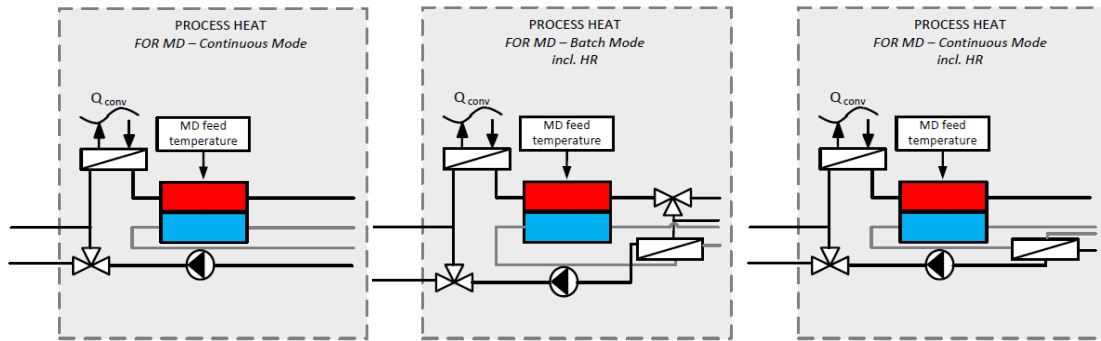 PROCESS HEAT
FOR MD – Continuous Mode
Q conv
MD feed
temperature
PROCESS HEAT
FOR MD – Batch Mode
incl. HR
Q conv
MD feed
temperature
PROCESS HEAT
FOR MD – Continuous Mode
incl. HR
Q conv
MD feed
temperature